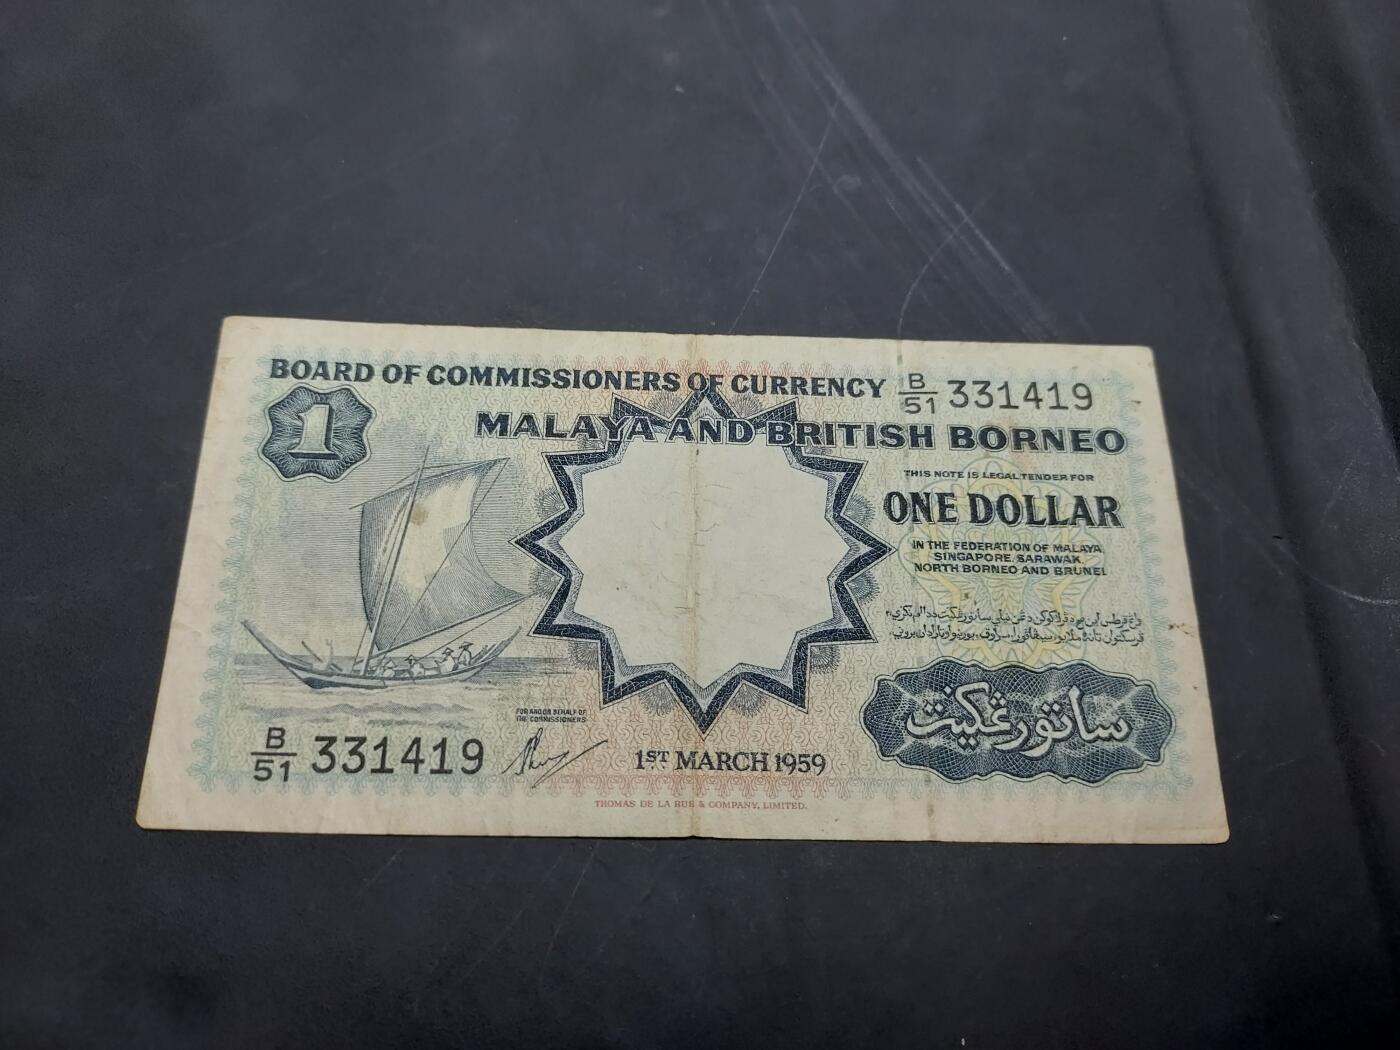 BOARD OF COMMISSIONERS OF CURRENCY
B/51 331419
1
MALAYA AND BRITISH BORNEO
THIS NOTE IS LEGAL TENDER FOR
ONE DOLLAR
IN THE FEDERATION OF MALAYA,
SINGAPORE, SARAWAK,
NORTH BORNEO AND BRUNEI.
ساتورڠݢيت
FOR AND ON BEHALF OF
THE COMMISSIONERS
B/51 331419
1ST MARCH 1959
THOMAS DE LA RUE & COMPANY, LIMITED.